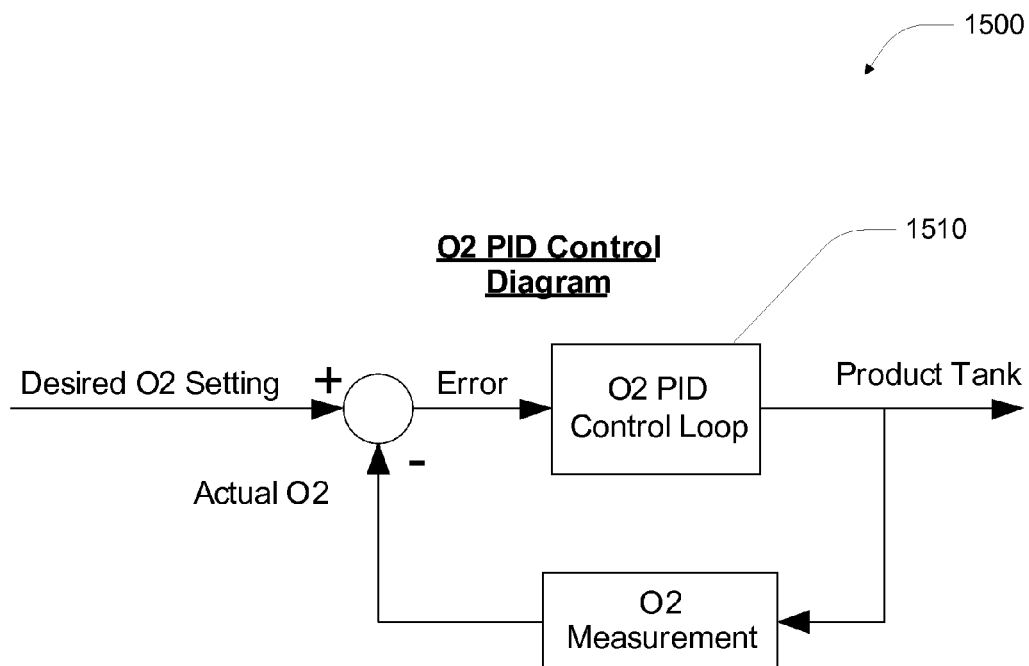 1500
1510
O2 PID Control
Diagram
Desired O2 Setting
+
Error
O2 PID
Control Loop
Product Tank
-
Actual O2
O2
Measurement